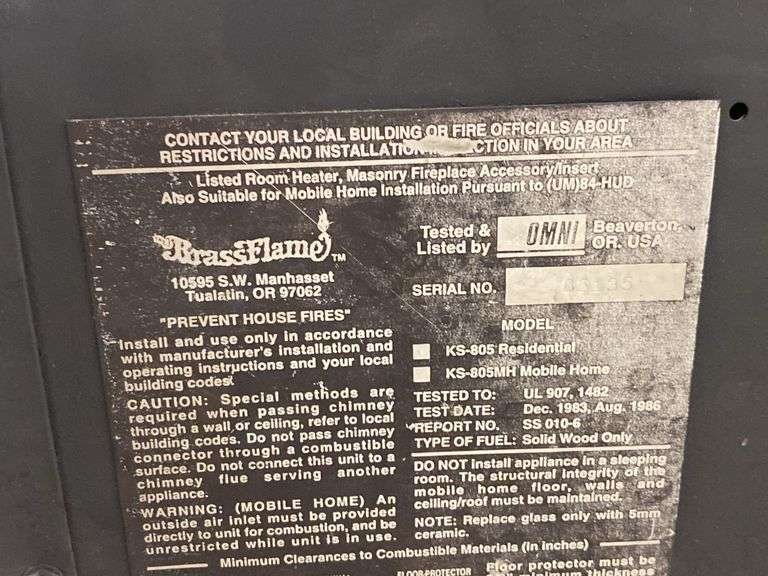 CONTACT YOUR LOCAL BUILDING OR FIRE OFFICIALS ABOUT
RESTRICTIONS AND INSTALLATION CTION IN YOUR AREA
Listed Room Heater, Masonry Fireplace Accessory/Insert
Also Suitable for Mobile Home Installation Pursuant to (UM)84-HUD
BrassFlame TM
10595 S.W. Manhasset
Tualatin, OR 97062
Tested &
Listed by
OMNI
Beaverton,
OR. USA
SERIAL NO.
"PREVENT HOUSE FIRES"
Install and use only in accordance
with manufacturer's installation and
operating instructions and your local
building codes.
CAUTION: Special methods are
required when passing chimney
through a wall or ceiling, refer to local
building codes. Do not pass chimney
connector through a combustible
surface. Do not connect this unit to a
chimney flue serving another
appliance.
WARNING: (MOBILE HOME) An
outside air inlet must be provided
directly to unit for combustion, and be
unrestricted while unit is in use.
MODEL
KS-805 Residential
KS-805MH Mobile Home
TESTED TO: UL 907, 1482
TEST DATE: Dec. 1983, Aug. 1986
REPORT NO. SS 010-6
TYPE OF FUEL: Solid Wood Only
DO NOT install appliance in a sleeping
room. The structural integrity of the
mobile home floor, walls and
ceiling/roof must be maintained.
NOTE: Replace glass only with 5mm
ceramic.
Minimum Clearances to Combustible Materials (in inches)
FLOOR PROTECTOR
Floor protector must be
minimum thickness